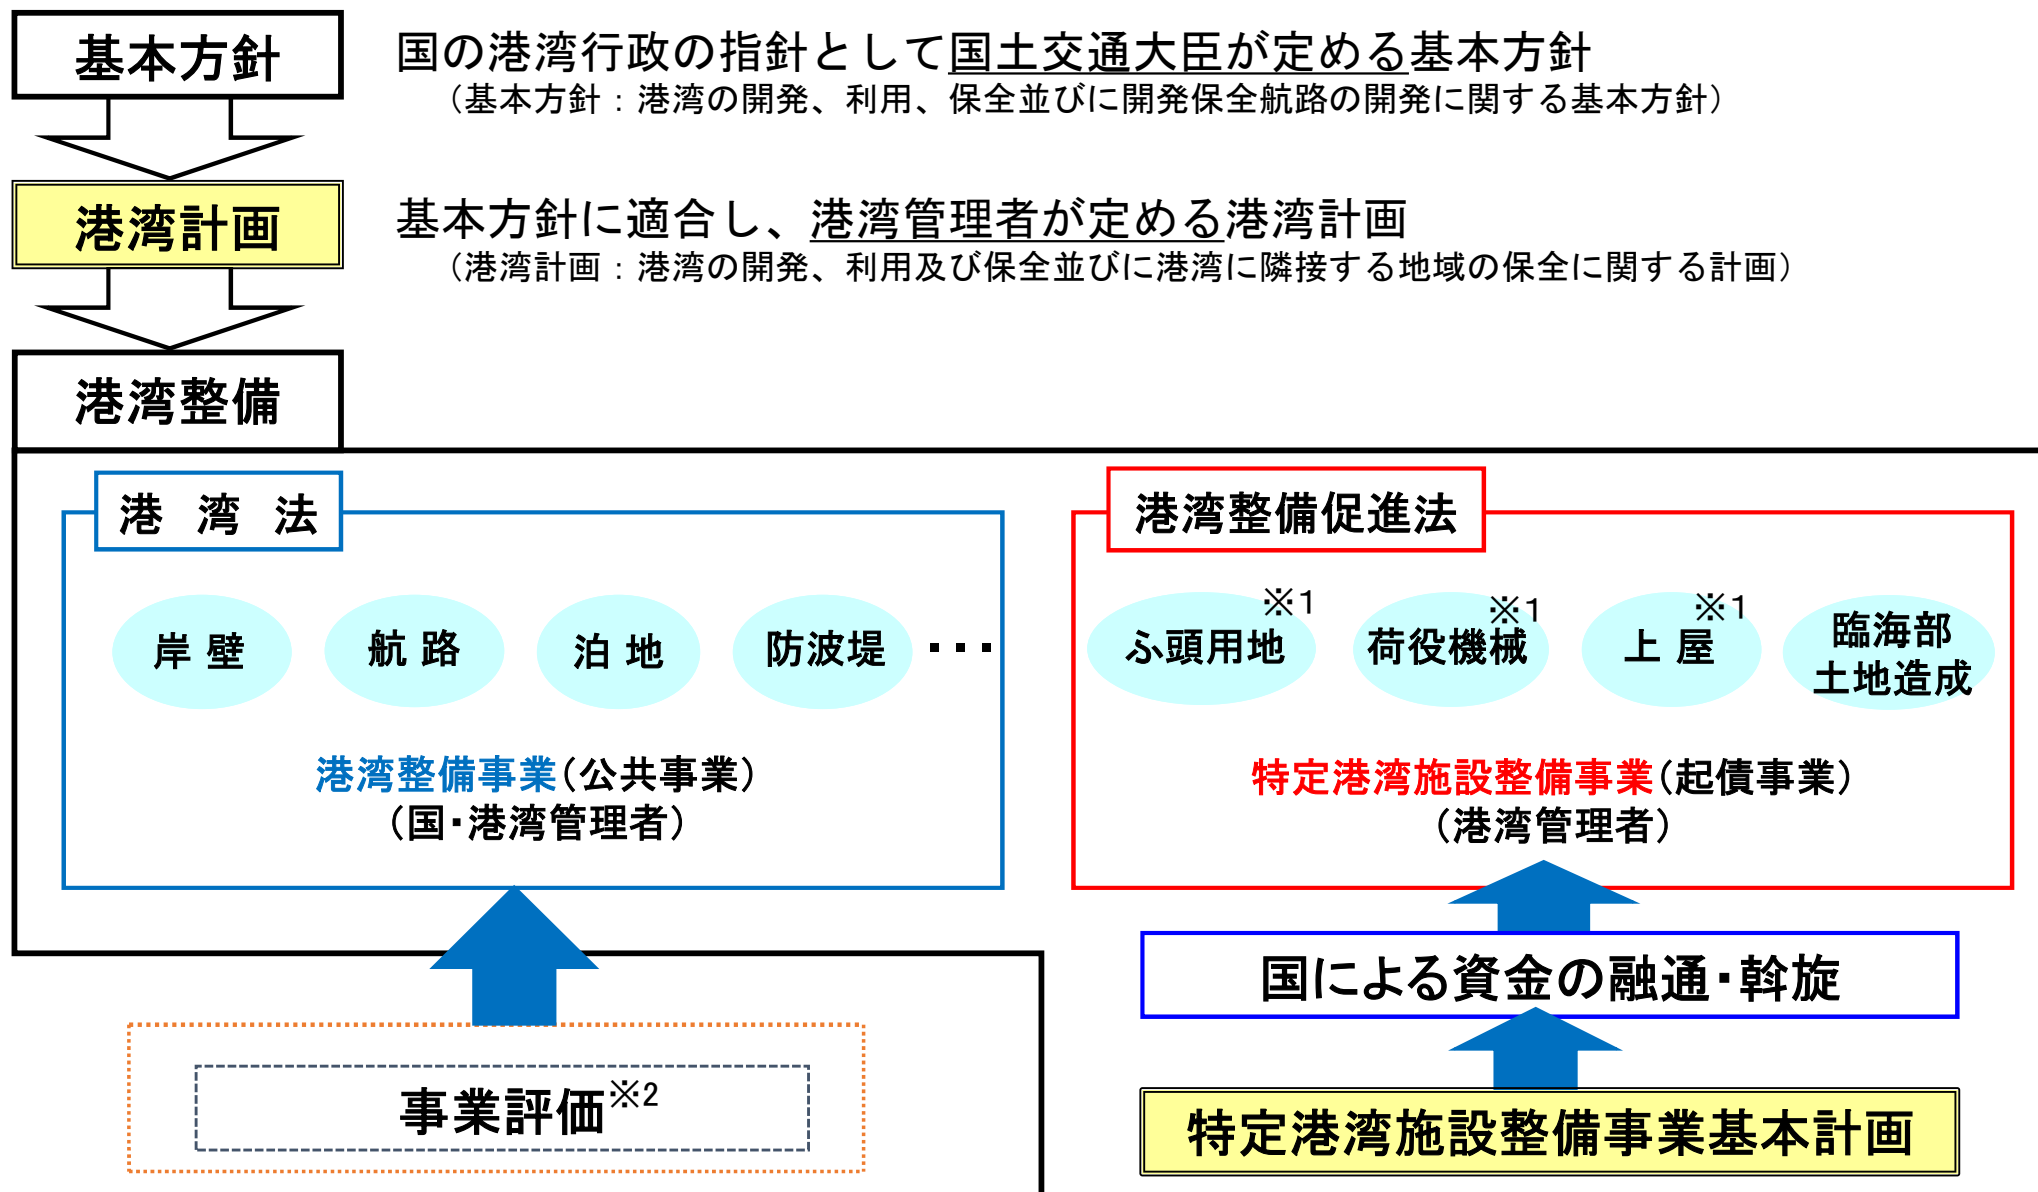 基本方針
国の港湾行政の指針として国土交通大臣が定める基本方針
（基本方針：港湾の開発、利用、保全並びに開発保全航路の開発に関する基本方針）
港湾計画
基本方針に適合し、港湾管理者が定める港湾計画
（港湾計画：港湾の開発、利用及び保全並びに港湾に隣接する地域の保全に関する計画）
港湾整備
港 湾 法
岸 壁
航 路
泊 地
防波堤
・・・
港湾整備事業（公共事業）
（国・港湾管理者）
港湾整備促進法
ふ頭用地※1
荷役機械※1
上 屋※1
臨海部
土地造成
特定港湾施設整備事業（起債事業）
（港湾管理者）
国による資金の融通・斡旋
事業評価※2
特定港湾施設整備事業基本計画